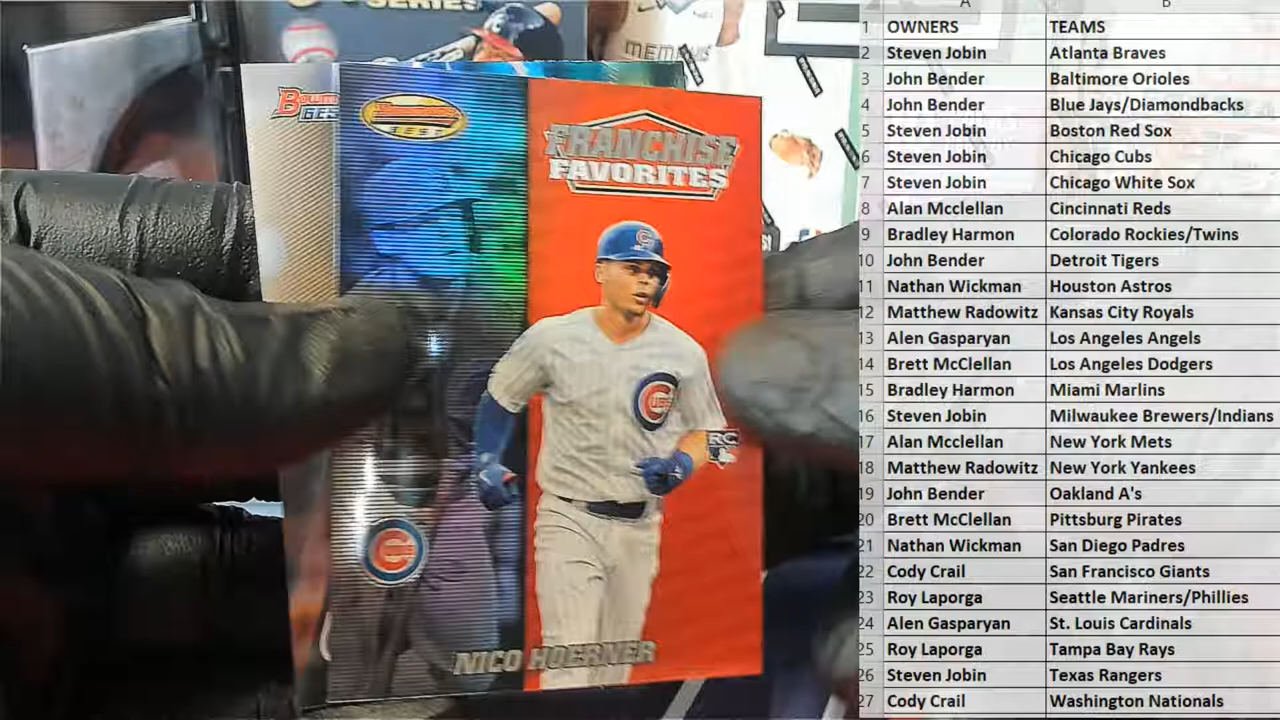 SERIES
MEMPHIS
BOWMAN
BEST
FRANCHISE
FAVORITES
C
CUBS
RC
CUBS
NICO HOERNER
A B
1 OWNERS TEAMS
2 Steven Jobin Atlanta Braves
3 John Bender Baltimore Orioles
4 John Bender Blue Jays/Diamondbacks
5 Steven Jobin Boston Red Sox
6 Steven Jobin Chicago Cubs
7 Steven Jobin Chicago White Sox
8 Alan Mcclellan Cincinnati Reds
9 Bradley Harmon Colorado Rockies/Twins
10 John Bender Detroit Tigers
11 Nathan Wickman Houston Astros
12 Matthew Radowitz Kansas City Royals
13 Alen Gasparyan Los Angeles Angels
14 Brett McClellan Los Angeles Dodgers
15 Bradley Harmon Miami Marlins
16 Steven Jobin Milwaukee Brewers/Indians
17 Alan Mcclellan New York Mets
18 Matthew Radowitz New York Yankees
19 John Bender Oakland A's
20 Brett McClellan Pittsburg Pirates
21 Nathan Wickman San Diego Padres
22 Cody Crail San Francisco Giants
23 Roy Laporga Seattle Mariners/Phillies
24 Alen Gasparyan St. Louis Cardinals
25 Roy Laporga Tampa Bay Rays
26 Steven Jobin Texas Rangers
27 Cody Crail Washington Nationals